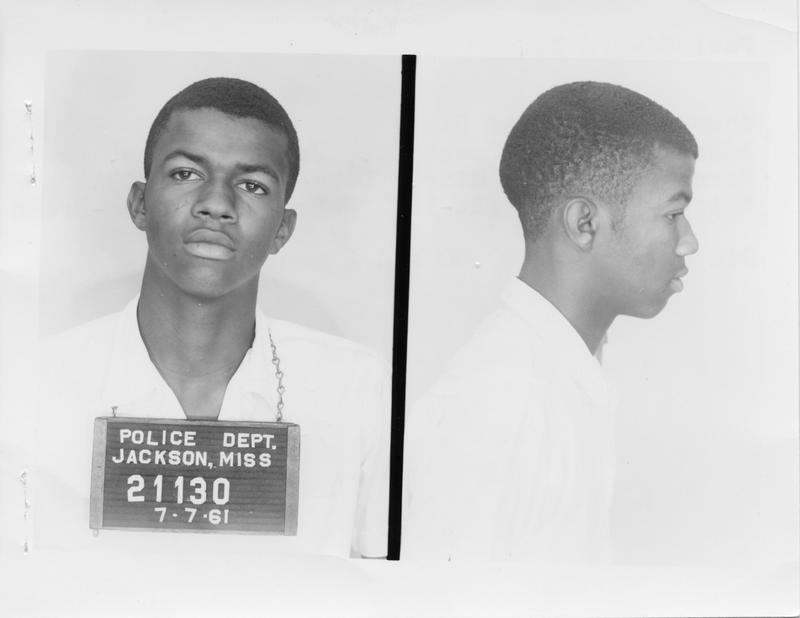 POLICE DEPT.
JACKSON, MISS
21130
7-7-61